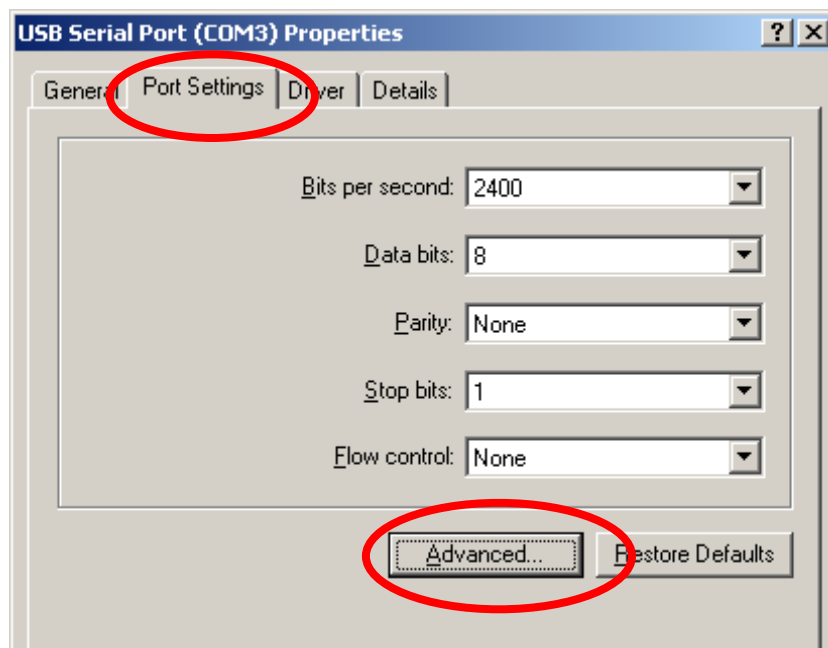 USB Serial Port (COM3) Properties
General Port Settings Driver Details
Bits per second: 2400
Data bits: 8
Parity: None
Stop bits: 1
Flow control: None
Advanced... Restore Defaults